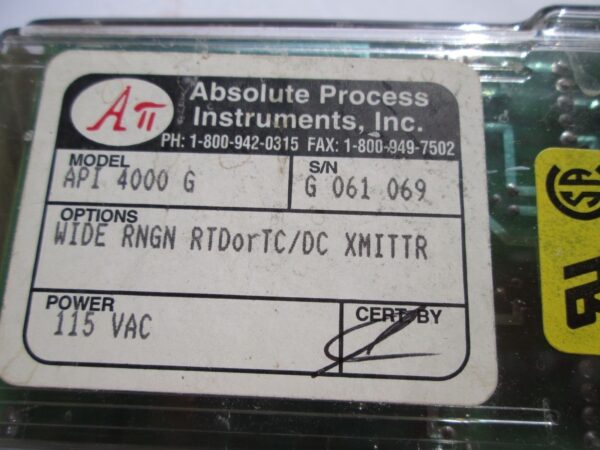 Aπ
Absolute Process
Instruments, Inc.
PH: 1-800-942-0315 FAX: 1-800-949-7502
MODEL
API 4000 G
S/N
G 061 069
OPTIONS
WIDE RNGN RTDorTC/DC XMITTR
POWER
115 VAC
CERT BY